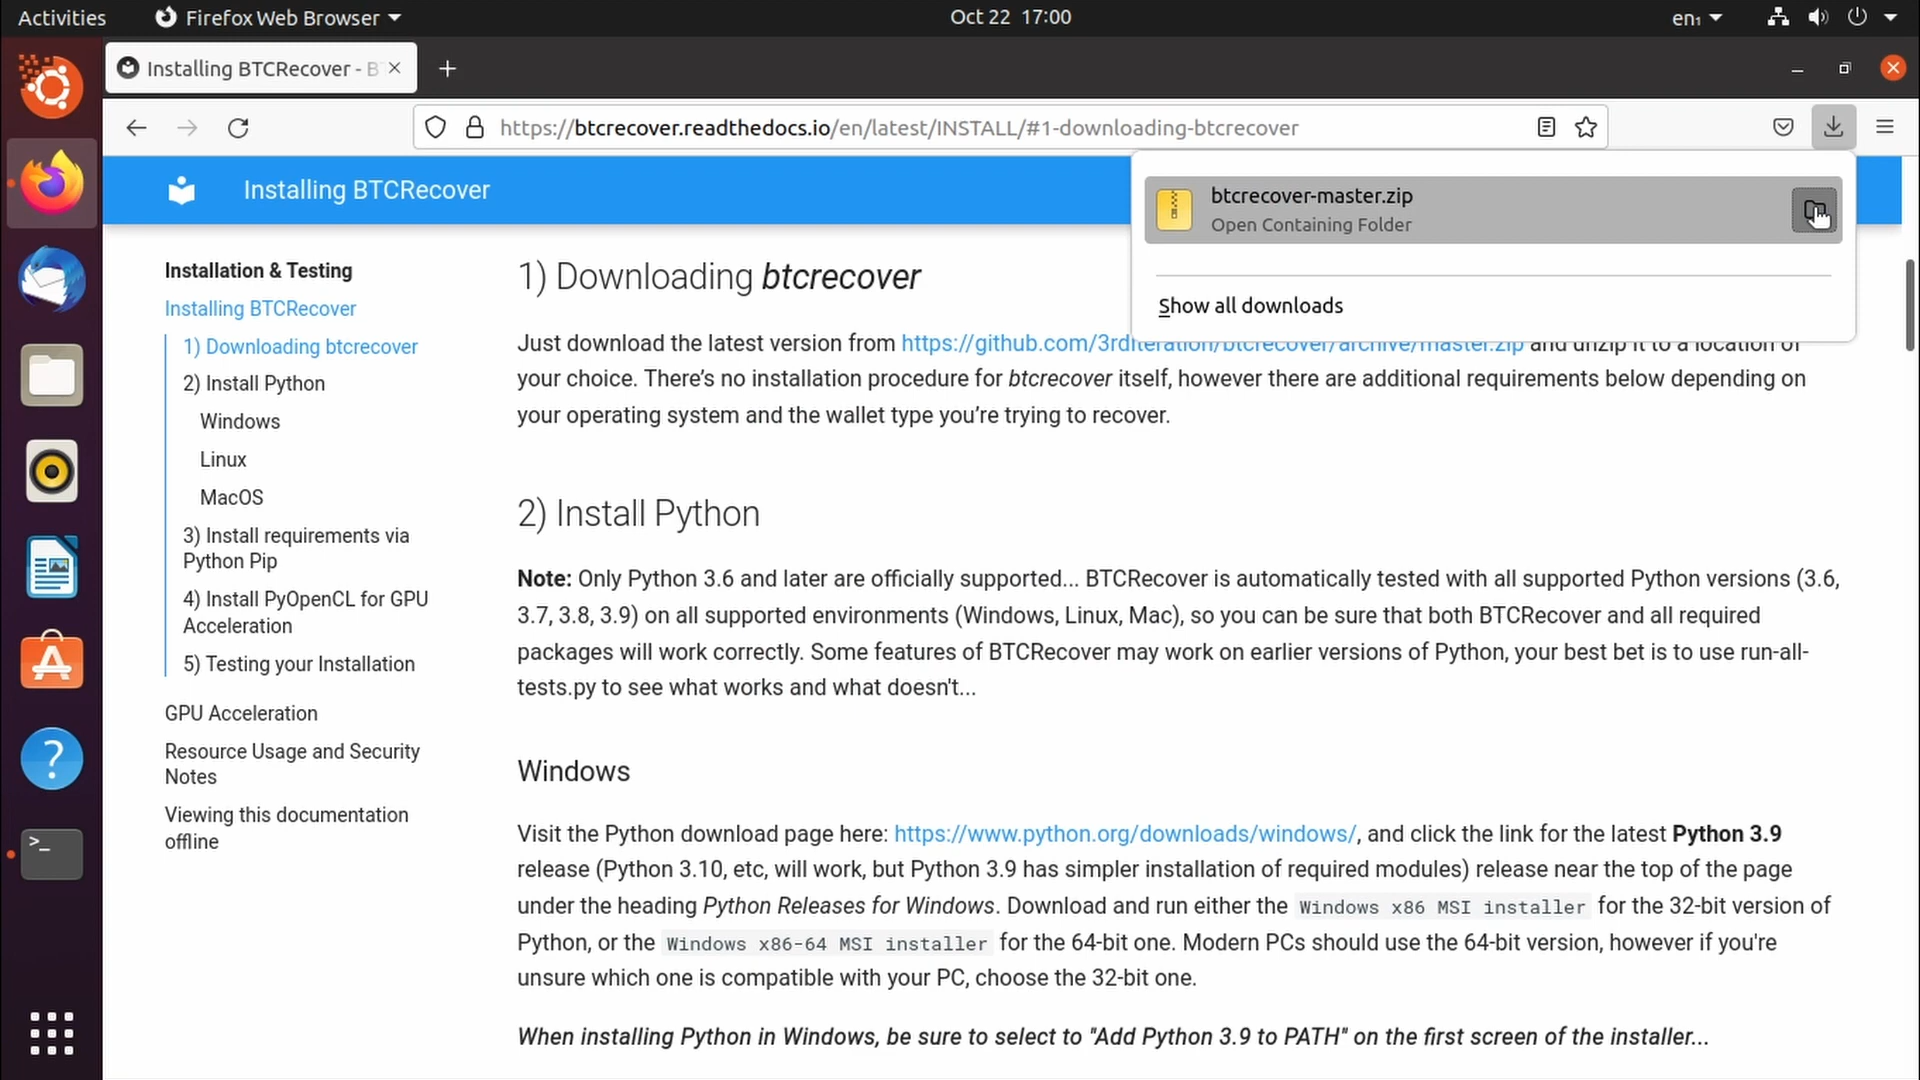 Activities
Firefox Web Browser
Oct 22 17:00
en₁
Installing BTCRecover - B
https://btcrecover.readthedocs.io/en/latest/INSTALL/#1-downloading-btcrecover
Installing BTCRecover
btcrecover-master.zip
Open Containing Folder
Show all downloads
Installation & Testing
Installing BTCRecover
1) Downloading btcrecover
2) Install Python
Windows
Linux
MacOS
3) Install requirements via
Python Pip
4) Install PyOpenCL for GPU
Acceleration
5) Testing your Installation
GPU Acceleration
Resource Usage and Security
Notes
Viewing this documentation
offline
1) Downloading btcrecover
Just download the latest version from https://github.com/3rditeration/btcrecover/archive/master.zip and unzip it to a location of
your choice. There’s no installation procedure for btcrecover itself, however there are additional requirements below depending on
your operating system and the wallet type you’re trying to recover.
2) Install Python
Note: Only Python 3.6 and later are officially supported... BTCRecover is automatically tested with all supported Python versions (3.6,
3.7, 3.8, 3.9) on all supported environments (Windows, Linux, Mac), so you can be sure that both BTCRecover and all required
packages will work correctly. Some features of BTCRecover may work on earlier versions of Python, your best bet is to use run-all-
tests.py to see what works and what doesn't...
Windows
Visit the Python download page here: https://www.python.org/downloads/windows/, and click the link for the latest Python 3.9
release (Python 3.10, etc, will work, but Python 3.9 has simpler installation of required modules) release near the top of the page
under the heading Python Releases for Windows. Download and run either the Windows x86 MSI installer for the 32-bit version of
Python, or the Windows x86-64 MSI installer for the 64-bit one. Modern PCs should use the 64-bit version, however if you're
unsure which one is compatible with your PC, choose the 32-bit one.
When installing Python in Windows, be sure to select to "Add Python 3.9 to PATH" on the first screen of the installer...